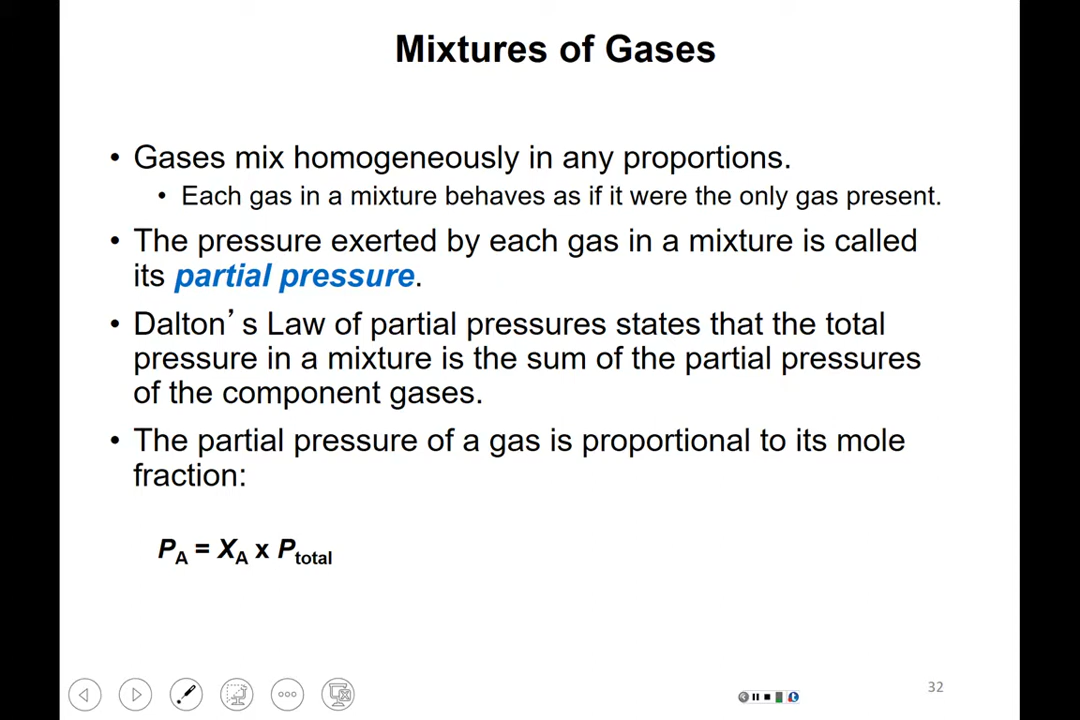 Mixtures of Gases
• Gases mix homogeneously in any proportions.
• Each gas in a mixture behaves as if it were the only gas present.
• The pressure exerted by each gas in a mixture is called
its partial pressure.
• Dalton’s Law of partial pressures states that the total
pressure in a mixture is the sum of the partial pressures
of the component gases.
• The partial pressure of a gas is proportional to its mole
fraction:
PA = XA x Ptotal
32